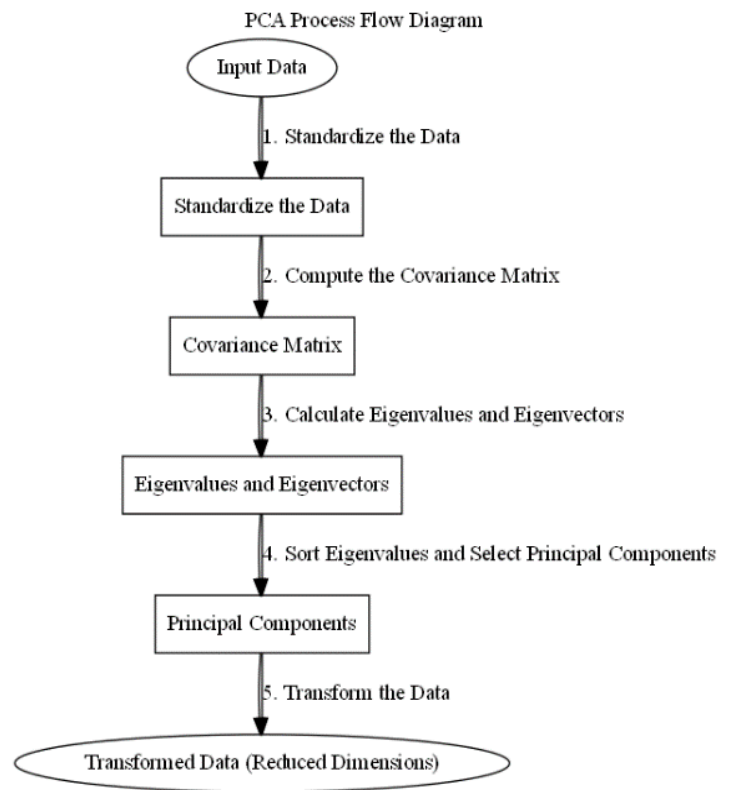 PCA Process Flow Diagram
Input Data
1. Standardize the Data
Standardize the Data
2. Compute the Covariance Matrix
Covariance Matrix
3. Calculate Eigenvalues and Eigenvectors
Eigenvalues and Eigenvectors
4. Sort Eigenvalues and Select Principal Components
Principal Components
5. Transform the Data
Transformed Data (Reduced Dimensions)